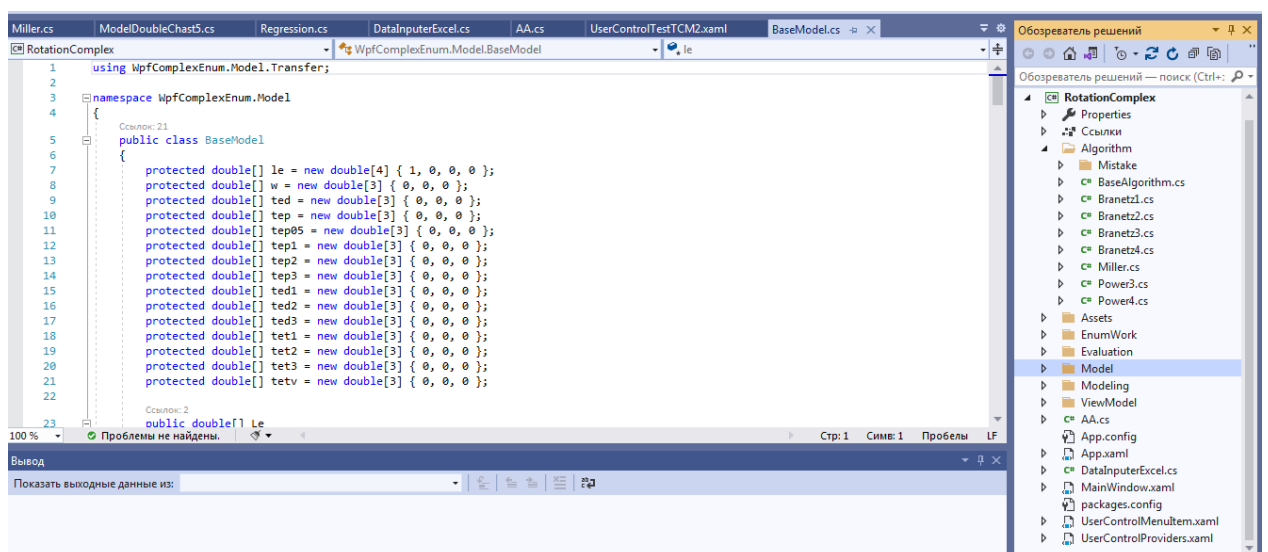 Miller.cs ModelDoubleChart5.cs Regression.cs DataInputerExcel.cs AA.cs UserControlTestTCM2.xaml BaseModel.cs
RotationComplex WpfComplexEnum.Model.BaseModel le
1 using WpfComplexEnum.Model.Transfer;
2
3 namespace WpfComplexEnum.Model
4 {
Ссылок: 21
5 public class BaseModel
6 {
7 protected double[] le = new double[4] { 1, 0, 0, 0 };
8 protected double[] w = new double[3] { 0, 0, 0 };
9 protected double[] ted = new double[3] { 0, 0, 0 };
10 protected double[] tep = new double[3] { 0, 0, 0 };
11 protected double[] tep05 = new double[3] { 0, 0, 0 };
12 protected double[] tep1 = new double[3] { 0, 0, 0 };
13 protected double[] tep2 = new double[3] { 0, 0, 0 };
14 protected double[] tep3 = new double[3] { 0, 0, 0 };
15 protected double[] ted1 = new double[3] { 0, 0, 0 };
16 protected double[] ted2 = new double[3] { 0, 0, 0 };
17 protected double[] ted3 = new double[3] { 0, 0, 0 };
18 protected double[] tet1 = new double[3] { 0, 0, 0 };
19 protected double[] tet2 = new double[3] { 0, 0, 0 };
20 protected double[] tet3 = new double[3] { 0, 0, 0 };
21 protected double[] tetv = new double[3] { 0, 0, 0 };
22
Ссылок: 2
23 public double[] Le
100 % Проблемы не найдены. Стр: 1 Симв: 1 Пробелы LF
Вывод
Показать выходные данные из:
Обозреватель решений
Обозреватель решений — поиск (Ctrl+:
RotationComplex
Properties
Ссылки
Algorithm
Mistake
BaseAlgorithm.cs
Branetz1.cs
Branetz2.cs
Branetz3.cs
Branetz4.cs
Miller.cs
Power3.cs
Power4.cs
Assets
EnumWork
Evaluation
Model
Modeling
ViewModel
AA.cs
App.config
App.xaml
DataInputerExcel.cs
MainWindow.xaml
packages.config
UserControlMenuItem.xaml
UserControlProviders.xaml